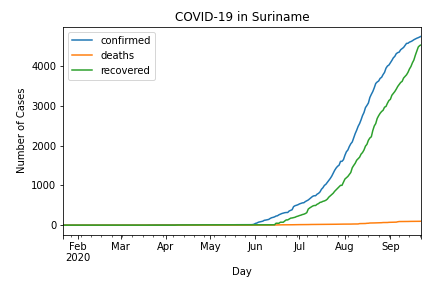 COVID-19 in Suriname
confirmed
deaths
recovered
Number of Cases
4000
3000
2000
1000
0
Feb Mar Apr May Jun Jul Aug Sep
2020
Day